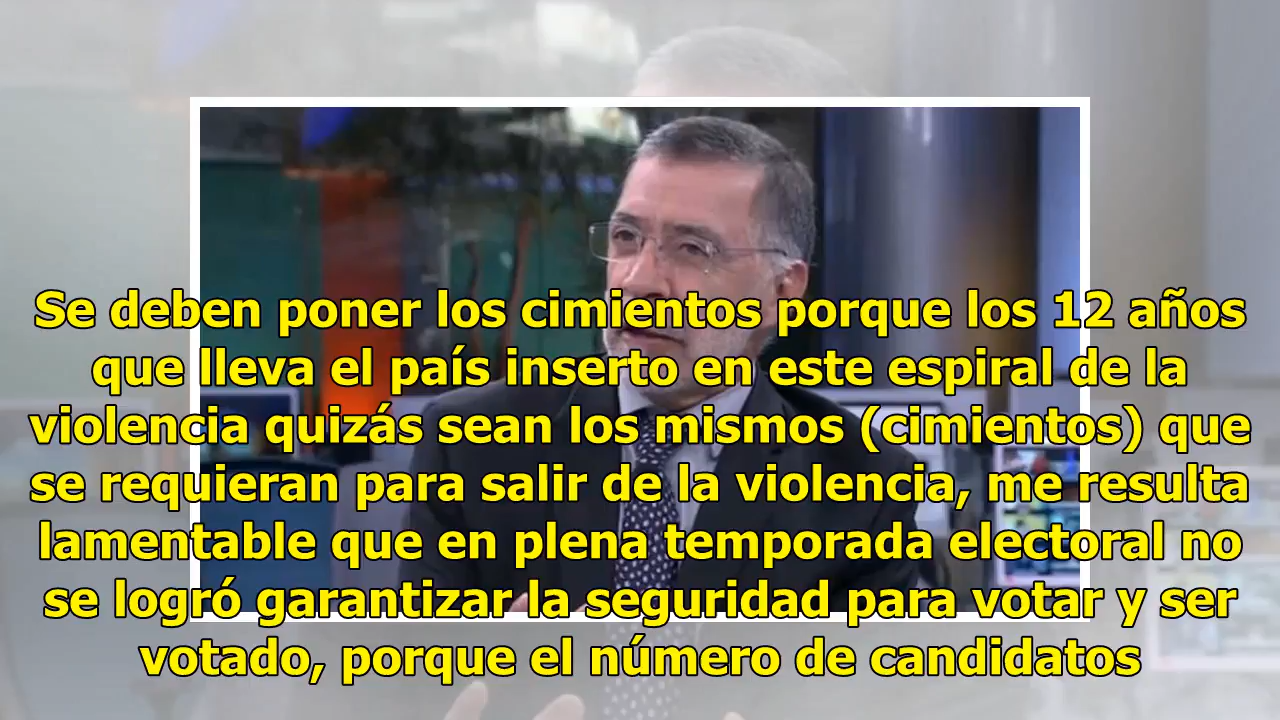 Se deben poner los cimientos porque los 12 años
que lleva el país inserto en este espiral de la
violencia quizás sean los mismos (cimientos) que
se requieran para salir de la violencia, me resulta
lamentable que en plena temporada electoral no
se logró garantizar la seguridad para votar y ser
votado, porque el número de candidatos